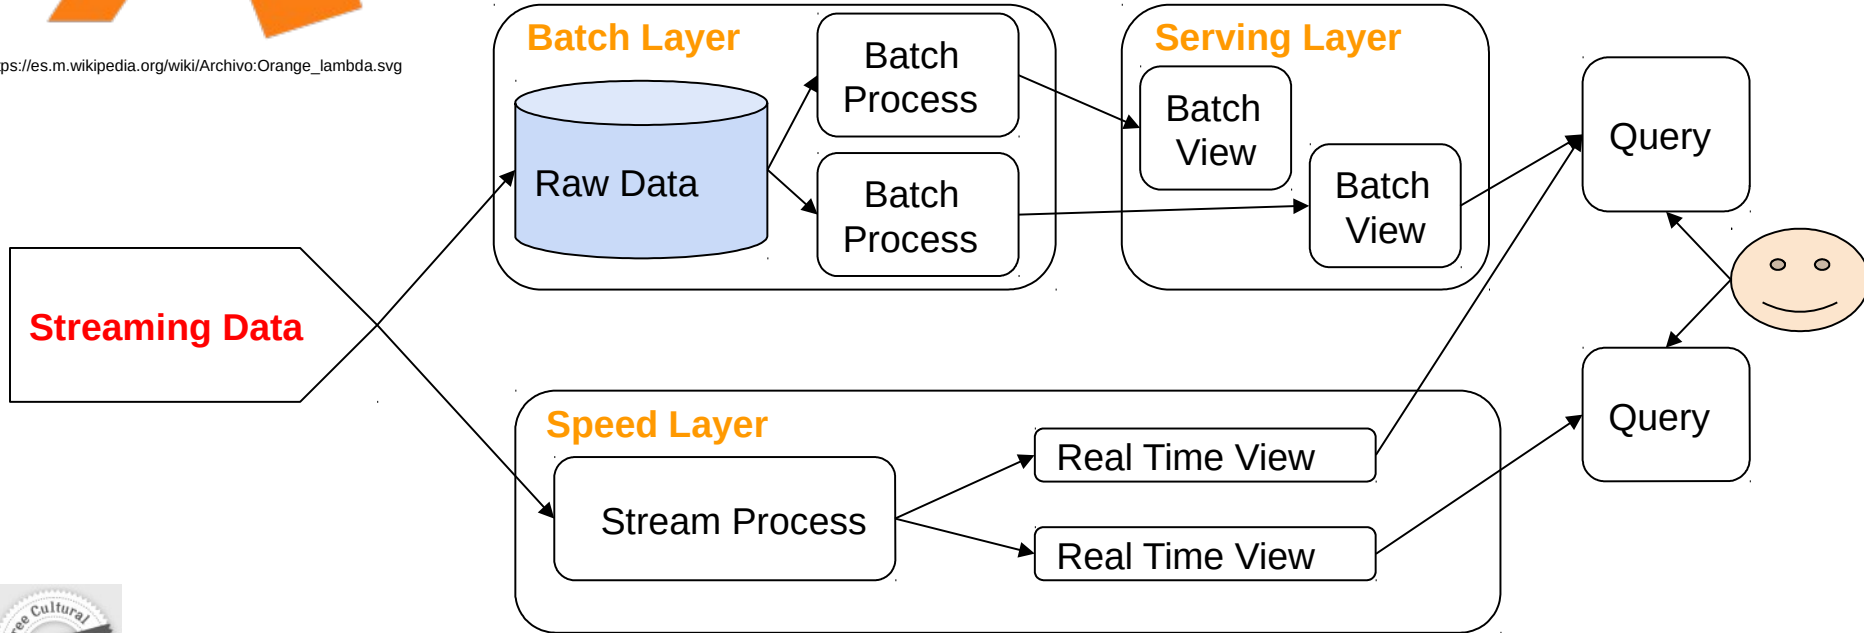 ps://es.m.wikipedia.org/wiki/Archivo:Orange_lambda.svg
Batch Layer
Batch
Process
Raw Data
Batch
Process
Serving Layer
Batch
View
Batch
View
Query
Streaming Data
Speed Layer
Stream Process
Real Time View
Real Time View
Query
ee Cultural